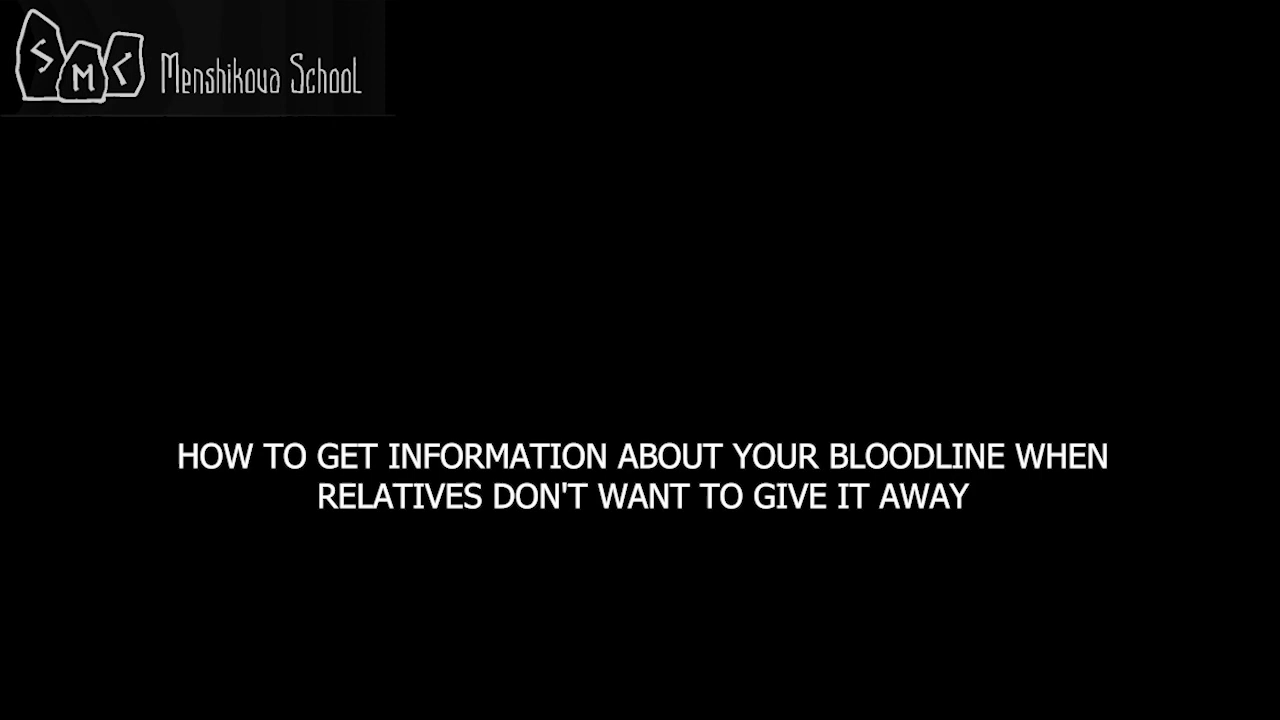 SMC
Menshikova School
HOW TO GET INFORMATION ABOUT YOUR BLOODLINE WHEN
RELATIVES DON'T WANT TO GIVE IT AWAY